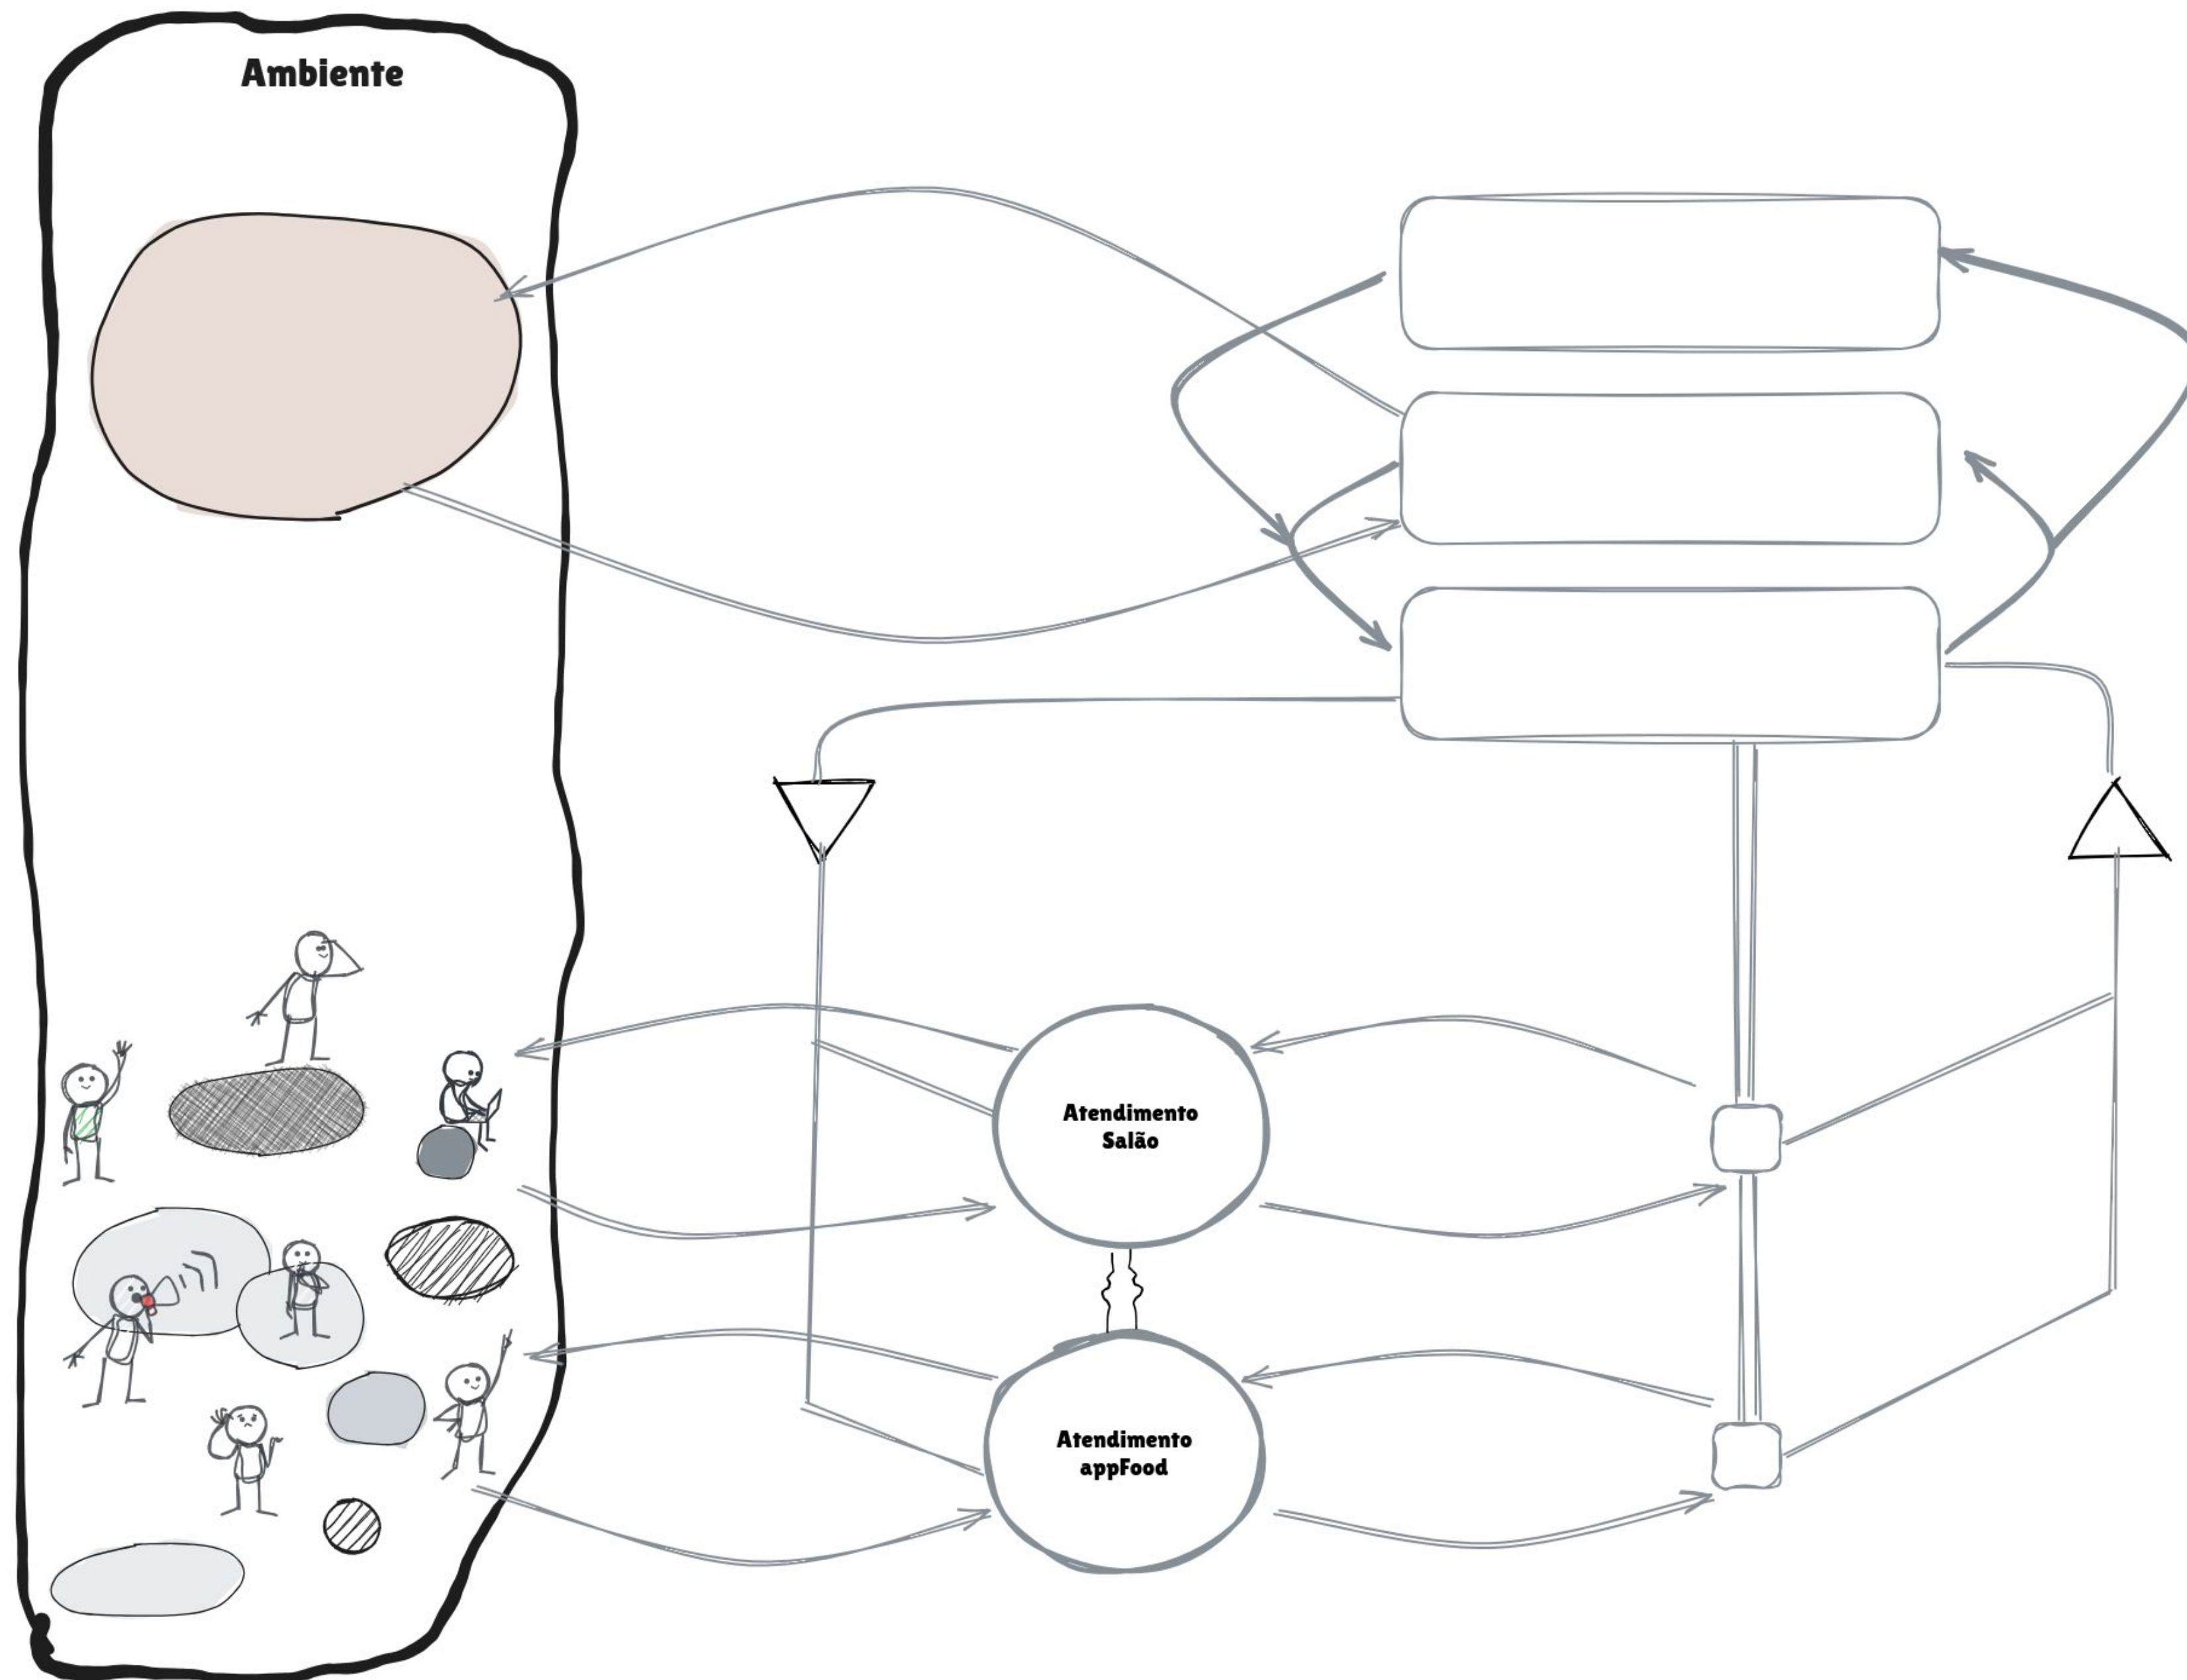 Ambiente
Atendimento
Salão
Atendimento
appFood